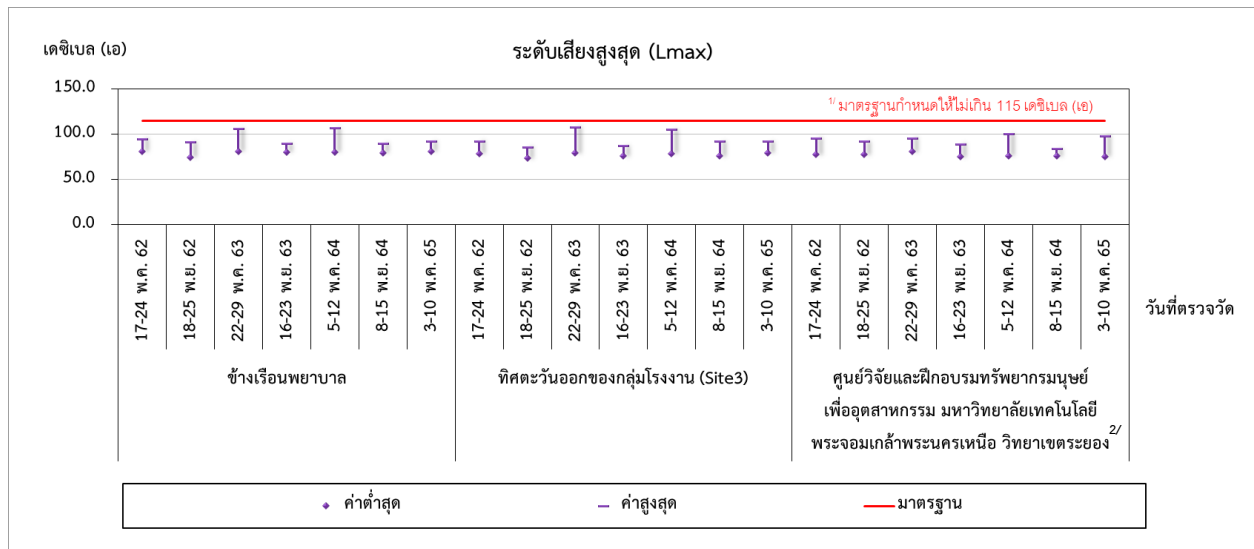 เดซิเบล (เอ)
ระดับเสียงสูงสุด (Lmax)
150.0
100.0
50.0
0.0
1/ มาตรฐานกำหนดให้ไม่เกิน 115 เดซิเบล (เอ)
17-24 พ.ค. 62
18-25 พ.ย. 62
22-29 พ.ค. 63
16-23 พ.ย. 63
5-12 พ.ค. 64
8-15 พ.ย. 64
3-10 พ.ค. 65
17-24 พ.ค. 62
18-25 พ.ย. 62
22-29 พ.ค. 63
16-23 พ.ย. 63
5-12 พ.ค. 64
8-15 พ.ย. 64
3-10 พ.ค. 65
17-24 พ.ค. 62
18-25 พ.ย. 62
22-29 พ.ค. 63
16-23 พ.ย. 63
5-12 พ.ค. 64
8-15 พ.ย. 64
3-10 พ.ค. 65
วันที่ตรวจวัด
ข้างเรือนพยาบาล
ทิศตะวันออกของกลุ่มโรงงาน (Site3)
ศูนย์วิจัยและฝึกอบรมทรัพยากรมนุษย์
เพื่ออุตสาหกรรม มหาวิทยาลัยเทคโนโลยี
พระจอมเกล้าพระนครเหนือ วิทยาเขตระยอง2/
ค่าต่ำสุด
ค่าสูงสุด
มาตรฐาน